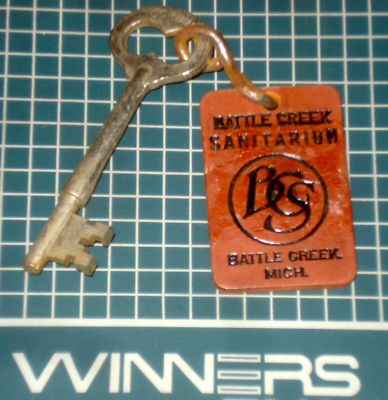 BATTLE CREEK
SANITARIUM
BCS
BATTLE CREEK.
MICH.
WINNERS